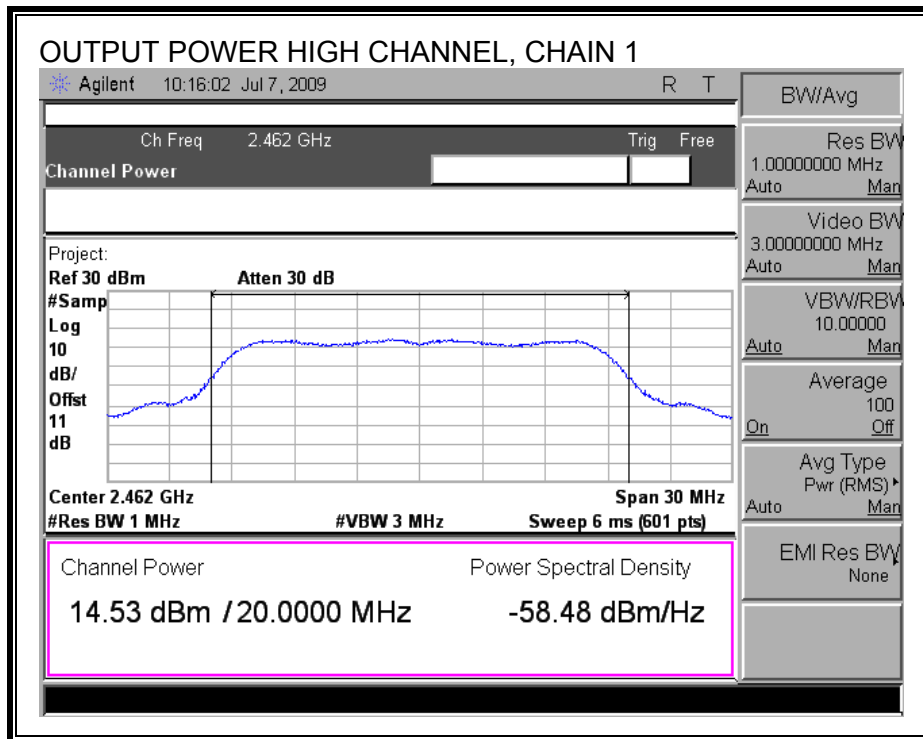 OUTPUT POWER HIGH CHANNEL, CHAIN 1
Agilent 10:16:02 Jul 7, 2009 R T
Ch Freq 2.462 GHz Trig Free
Channel Power
Project:
Ref 30 dBm Atten 30 dB
#Samp
Log
10
dB/
Offst
11
dB
Center 2.462 GHz Span 30 MHz
#Res BW 1 MHz #VBW 3 MHz Sweep 6 ms (601 pts)
Channel Power Power Spectral Density
14.53 dBm / 20.0000 MHz -58.48 dBm/Hz
BW/Avg
Res BW
1.00000000 MHz
Auto Man
Video BW
3.00000000 MHz
Auto Man
VBW/RBW
10.00000
Auto Man
Average
100
On Off
Avg Type
Pwr (RMS)
Auto Man
EMI Res BW
None